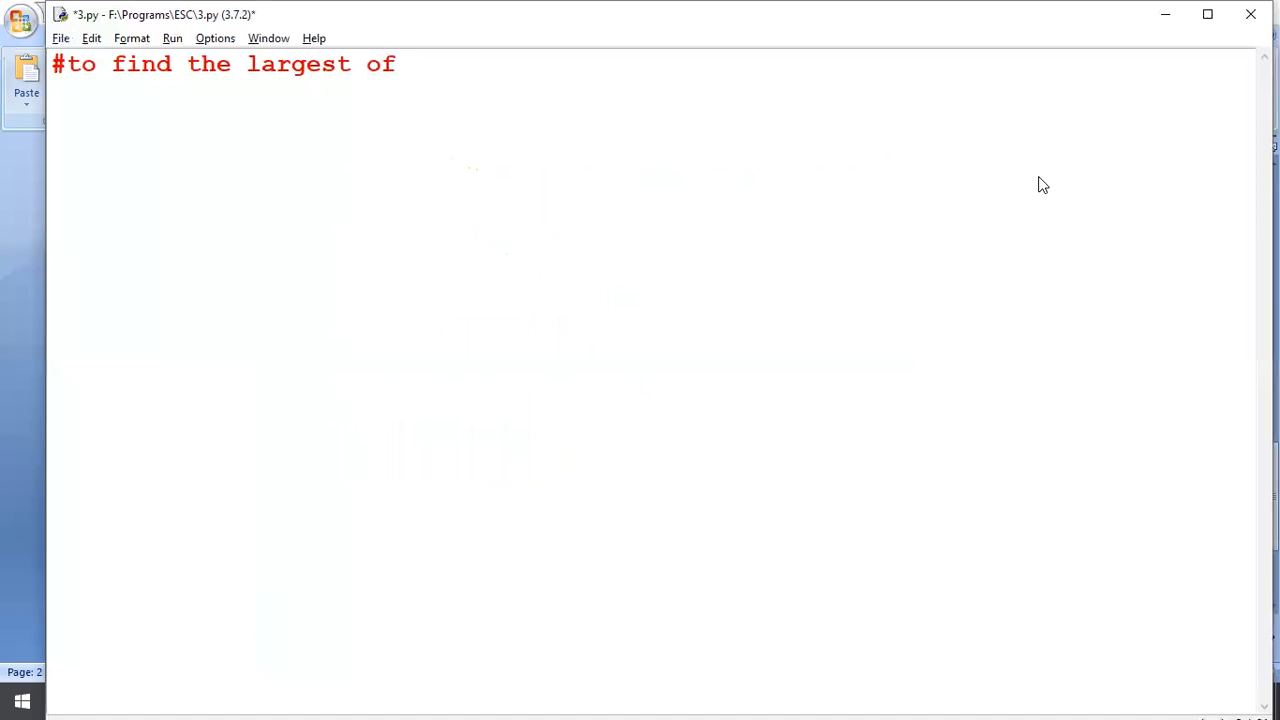 *3.py - F:\Programs\ESC\3.py (3.7.2)*
File Edit Format Run Options Window Help
#to find the largest of
Paste
Page: 2